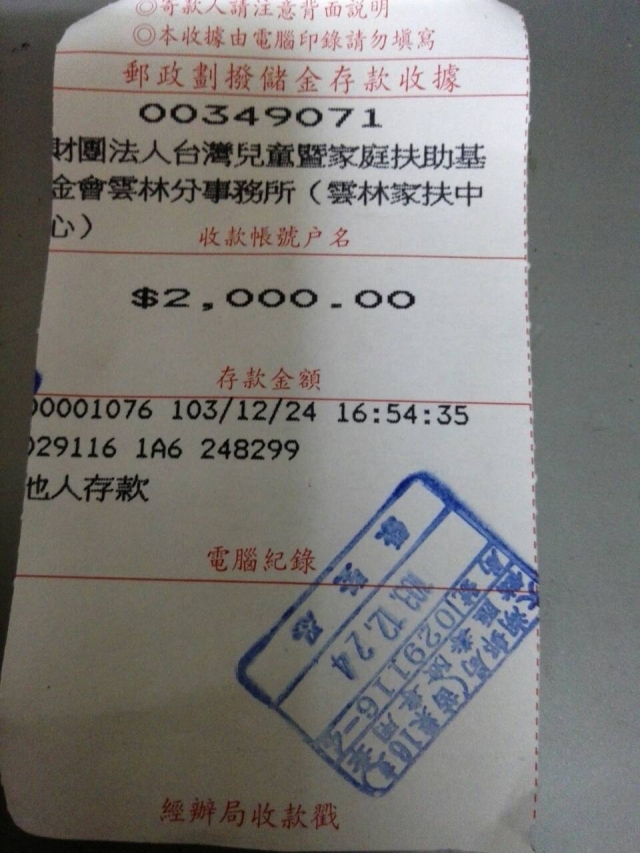 ◎寄款人請注意背面說明
◎本收據由電腦印錄請勿填寫
郵政劃撥儲金存款收據
00349071
財團法人台灣兒童暨家庭扶助基
金會雲林分事務所（雲林家扶中
心）
收款帳號戶名
$2,000.00
存款金額
00001076 103/12/24 16:54:35
029116 1A6 248299
他人存款
電腦紀錄
103.12.24
029116-
經辦局收款戳